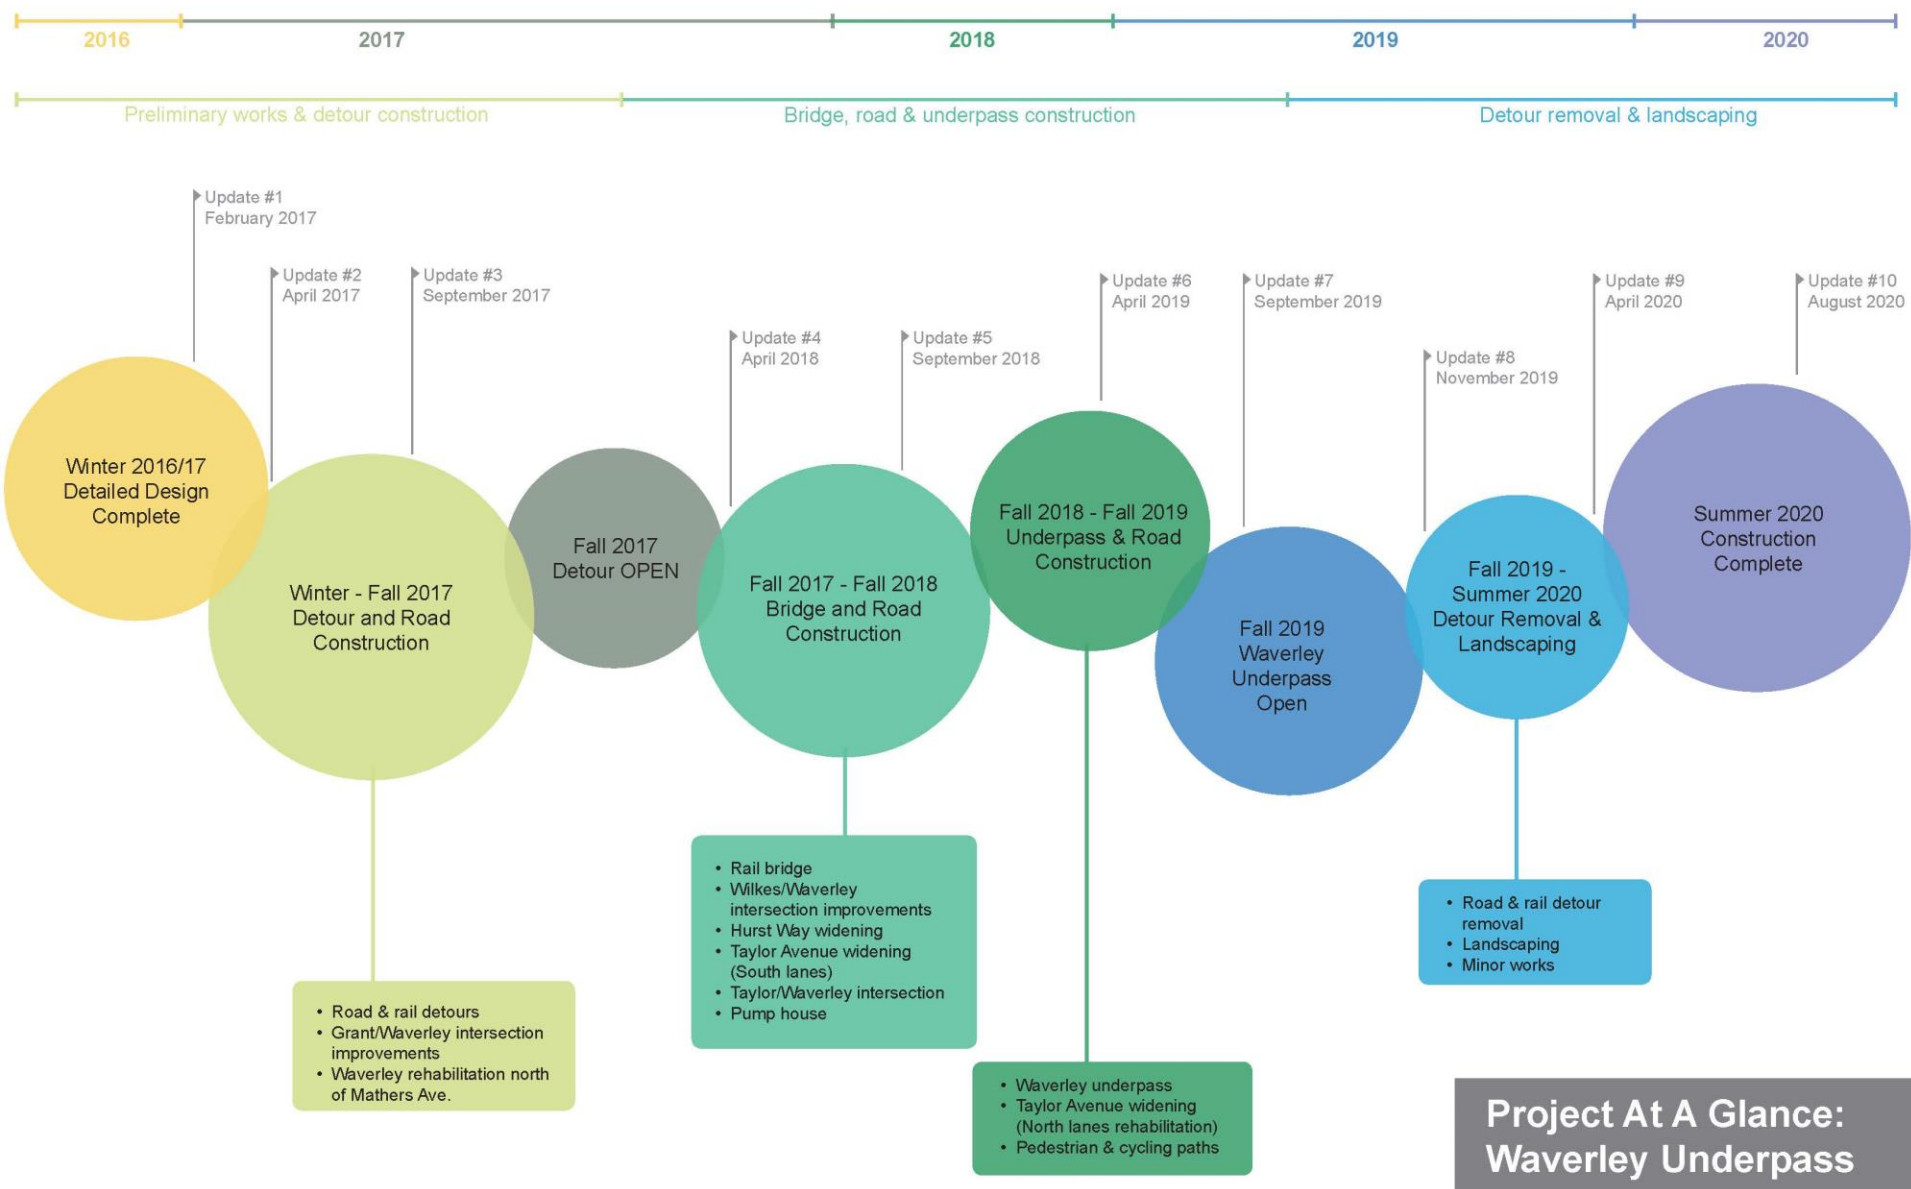 2016
2017
2018
2019
2020
Preliminary works & detour construction
Bridge, road & underpass construction
Detour removal & landscaping
Update #1
February 2017
Update #2
April 2017
Update #3
September 2017
Update #4
April 2018
Update #5
September 2018
Update #6
April 2019
Update #7
September 2019
Update #8
November 2019
Update #9
April 2020
Update #10
August 2020
Winter 2016/17
Detailed Design
Complete
Winter - Fall 2017
Detour and Road
Construction
Fall 2017
Detour OPEN
Fall 2017 - Fall 2018
Bridge and Road
Construction
Fall 2018 - Fall 2019
Underpass & Road
Construction
Fall 2019
Waverley
Underpass
Open
Fall 2019 -
Summer 2020
Detour Removal &
Landscaping
Summer 2020
Construction
Complete
• Road & rail detours
• Grant/Waverley intersection
improvements
• Waverley rehabilitation north
of Mathers Ave.
• Rail bridge
• Wilkes/Waverley
intersection improvements
• Hurst Way widening
• Taylor Avenue widening
(South lanes)
• Taylor/Waverley intersection
• Pump house
• Waverley underpass
• Taylor Avenue widening
(North lanes rehabilitation)
• Pedestrian & cycling paths
• Road & rail detour
removal
• Landscaping
• Minor works
Project At A Glance:
Waverley Underpass